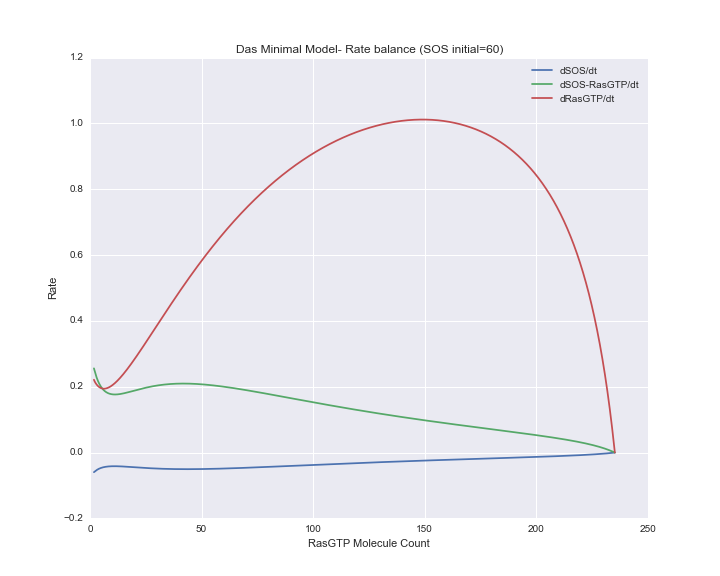 Das Minimal Model- Rate balance (SOS initial=60)
dSOS/dt
dSOS-RasGTP/dt
dRasGTP/dt
1.2
1.0
0.8
0.6
0.4
0.2
0.0
−0.2
Rate
0 50 100 150 200 250
RasGTP Molecule Count